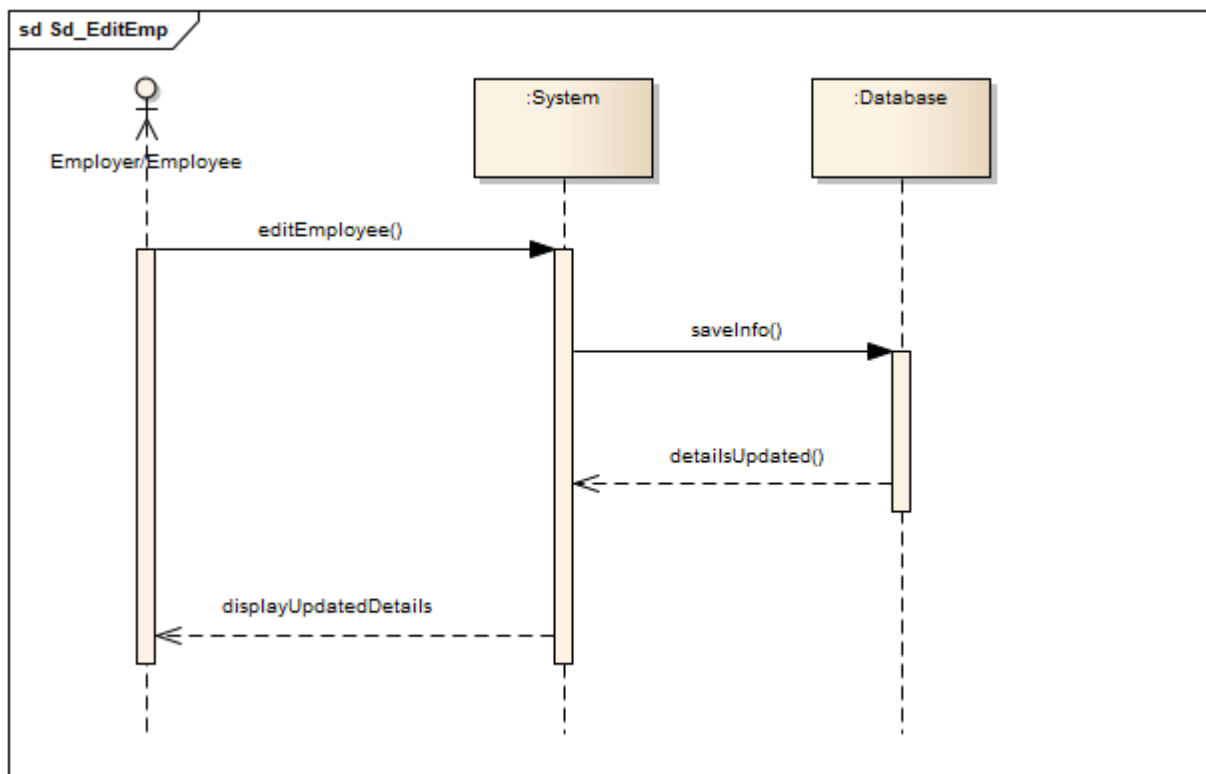 sd Sd_EditEmp
:System
:Database
Employer/Employee
editEmployee()
saveInfo()
detailsUpdated()
displayUpdatedDetails